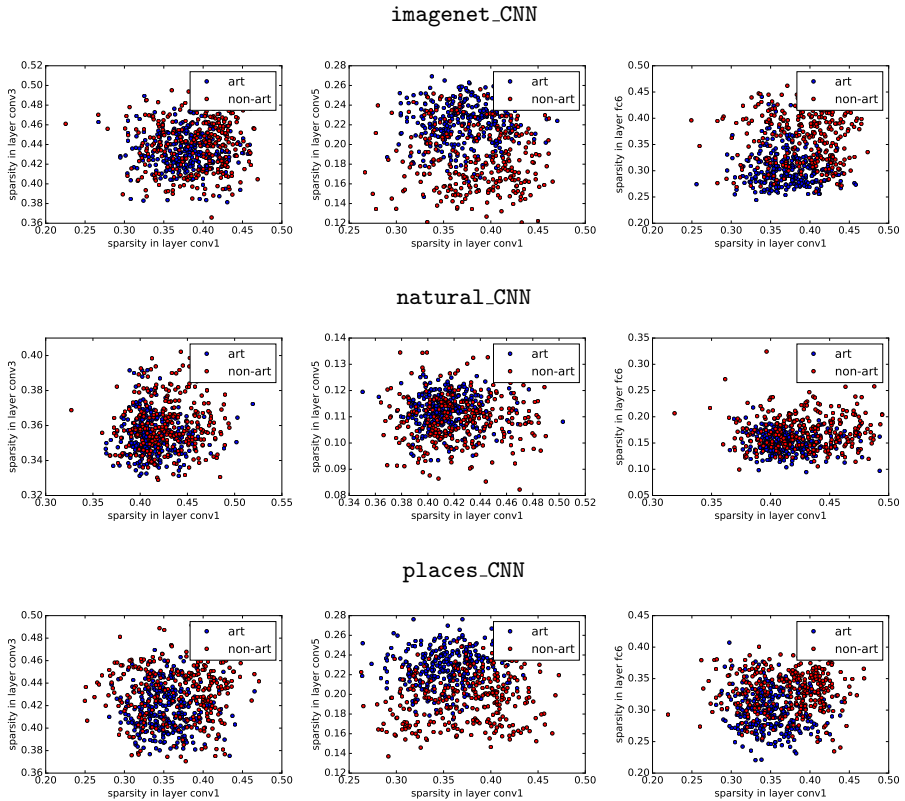 imagenet_CNN
0.52
0.50
0.48
0.46
0.44
0.42
0.40
0.38
0.36
sparsity in layer conv3
0.20 0.25 0.30 0.35 0.40 0.45 0.50
sparsity in layer conv1
art
non-art
0.28
0.26
0.24
0.22
0.20
0.18
0.16
0.14
0.12
sparsity in layer conv5
0.25 0.30 0.35 0.40 0.45 0.50
sparsity in layer conv1
art
non-art
0.50
0.45
0.40
0.35
0.30
0.25
0.20
sparsity in layer fc6
0.20 0.25 0.30 0.35 0.40 0.45 0.50
sparsity in layer conv1
art
non-art
natural_CNN
0.40
0.38
0.36
0.34
0.32
sparsity in layer conv3
0.30 0.35 0.40 0.45 0.50 0.55
sparsity in layer conv1
art
non-art
0.14
0.13
0.12
0.11
0.10
0.09
0.08
sparsity in layer conv5
0.34 0.36 0.38 0.40 0.42 0.44 0.46 0.48 0.50 0.52
sparsity in layer conv1
art
non-art
0.35
0.30
0.25
0.20
0.15
0.10
0.05
sparsity in layer fc6
0.30 0.35 0.40 0.45 0.50
sparsity in layer conv1
art
non-art
places_CNN
0.50
0.48
0.46
0.44
0.42
0.40
0.38
0.36
sparsity in layer conv3
0.20 0.25 0.30 0.35 0.40 0.45 0.50
sparsity in layer conv1
art
non-art
0.28
0.26
0.24
0.22
0.20
0.18
0.16
0.14
0.12
sparsity in layer conv5
0.25 0.30 0.35 0.40 0.45 0.50
sparsity in layer conv1
art
non-art
0.45
0.40
0.35
0.30
0.25
0.20
sparsity in layer fc6
0.20 0.25 0.30 0.35 0.40 0.45 0.50
sparsity in layer conv1
art
non-art